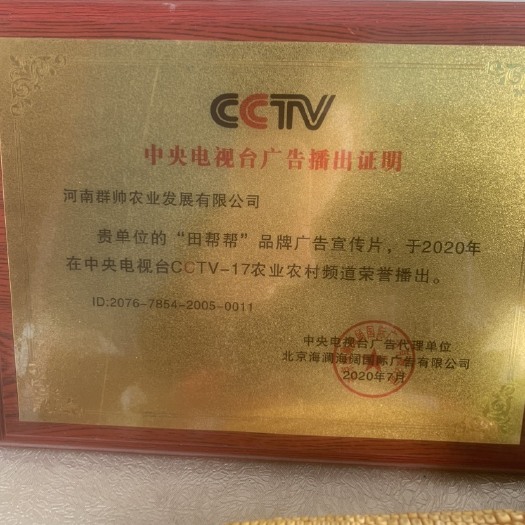 CCTV
中央电视台广告播出证明
河南群帅农业发展有限公司
贵单位的“田帮帮”品牌广告宣传片，于2020年
在中央电视台CCTV-17农业农村频道荣誉播出。
ID:2076-7854-2005-0011
中央电视台广告代理单位
北京海澜海阔国际广告有限公司
2020年7月